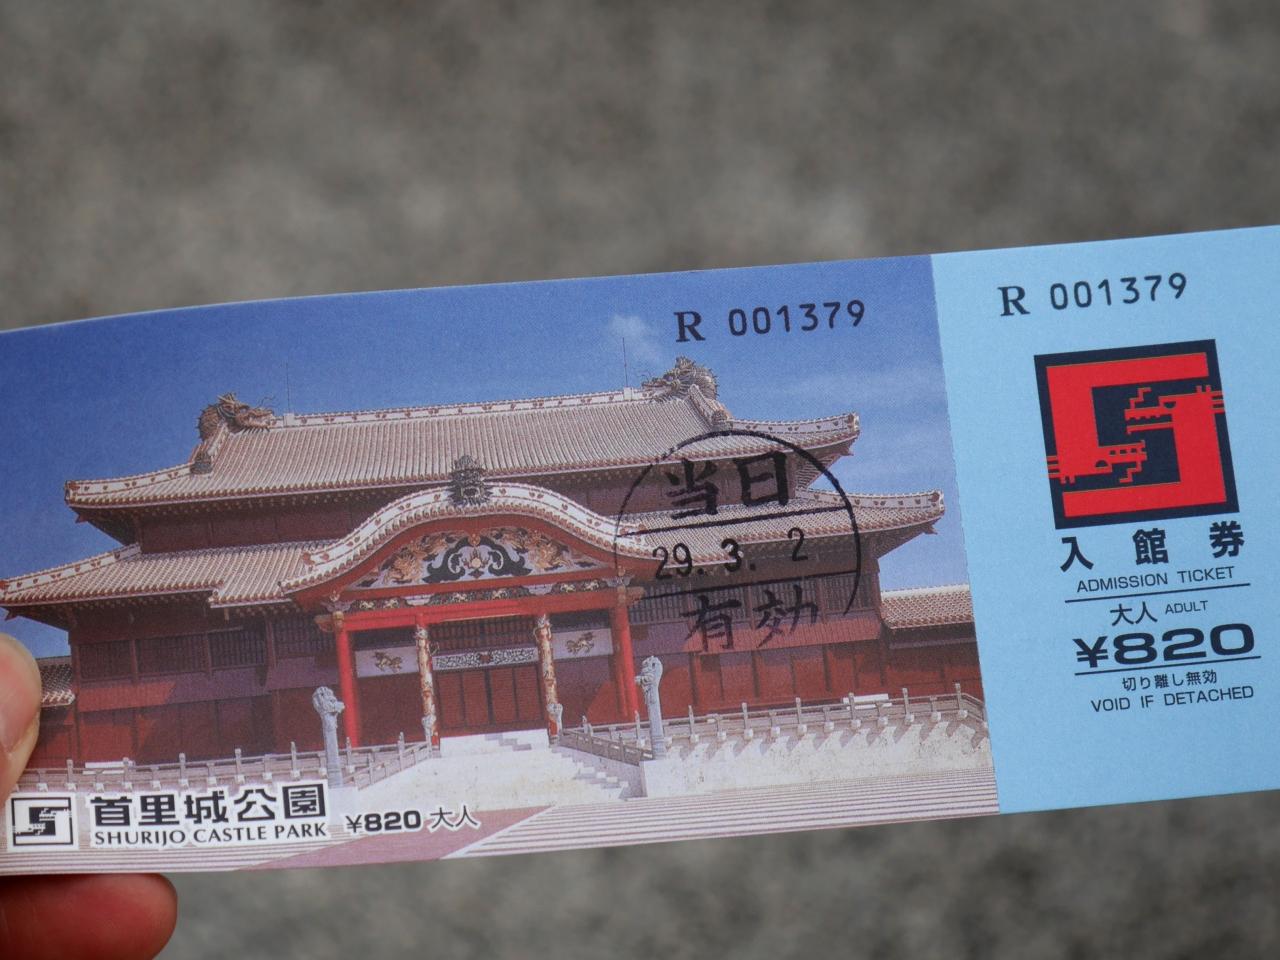 R 001379
当日
29. 3. 2
有効
首里城公園
SHURIJO CASTLE PARK
¥820 大人
R 001379
入館券
ADMISSION TICKET
大人 ADULT
¥820
切り離し無効
VOID IF DETACHED